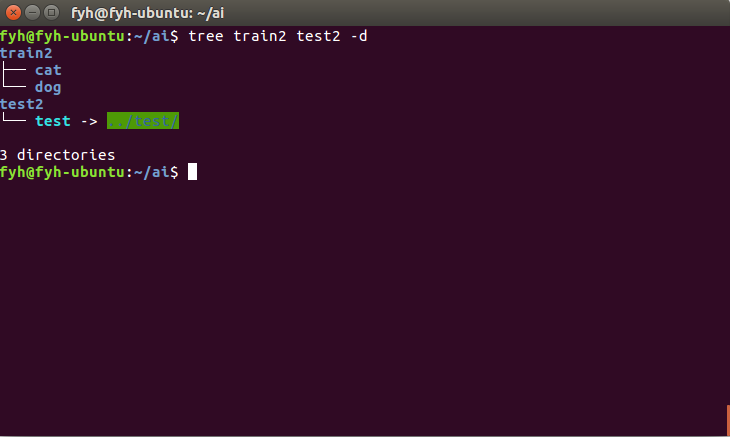 fyh@fyh-ubuntu: ~/ai
fyh@fyh-ubuntu:~/ai$ tree train2 test2 -d
train2
├── cat
└── dog
test2
└── test -> ../test/
3 directories
fyh@fyh-ubuntu:~/ai$